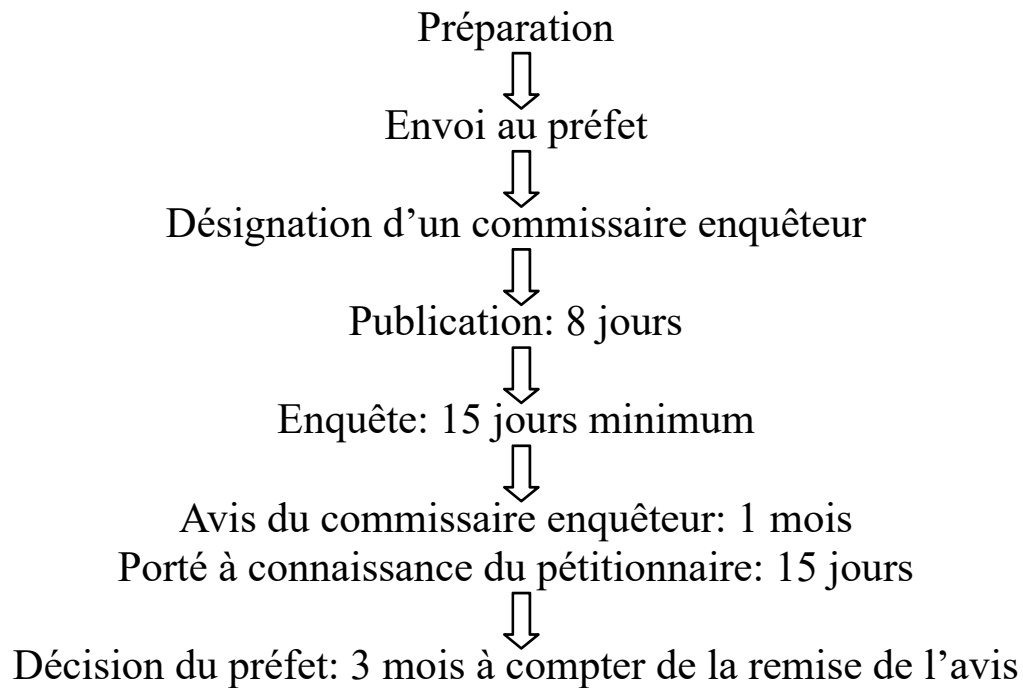 Préparation
Envoi au préfet
Désignation d’un commissaire enquêteur
Publication: 8 jours
Enquête: 15 jours minimum
Avis du commissaire enquêteur: 1 mois
Porté à connaissance du pétitionnaire: 15 jours
Décision du préfet: 3 mois à compter de la remise de l’avis